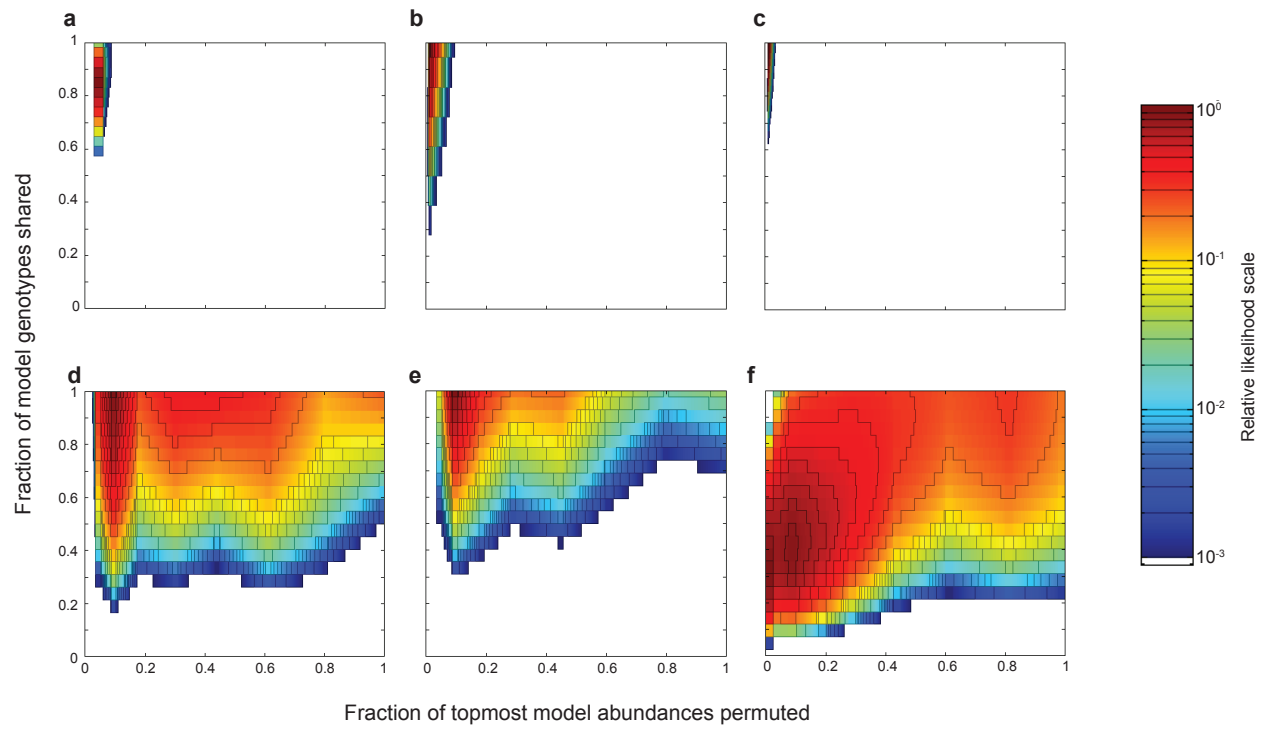 a b c
1
0.8
0.6
0.4
0.2
0
d e f
1
0.8
0.6
0.4
0.2
0
0 0.2 0.4 0.6 0.8 1
0 0.2 0.4 0.6 0.8 1
0 0.2 0.4 0.6 0.8 1
Fraction of model genotypes shared
Fraction of topmost model abundances permuted
10^0
10^-1
10^-2
10^-3
Relative likelihood scale